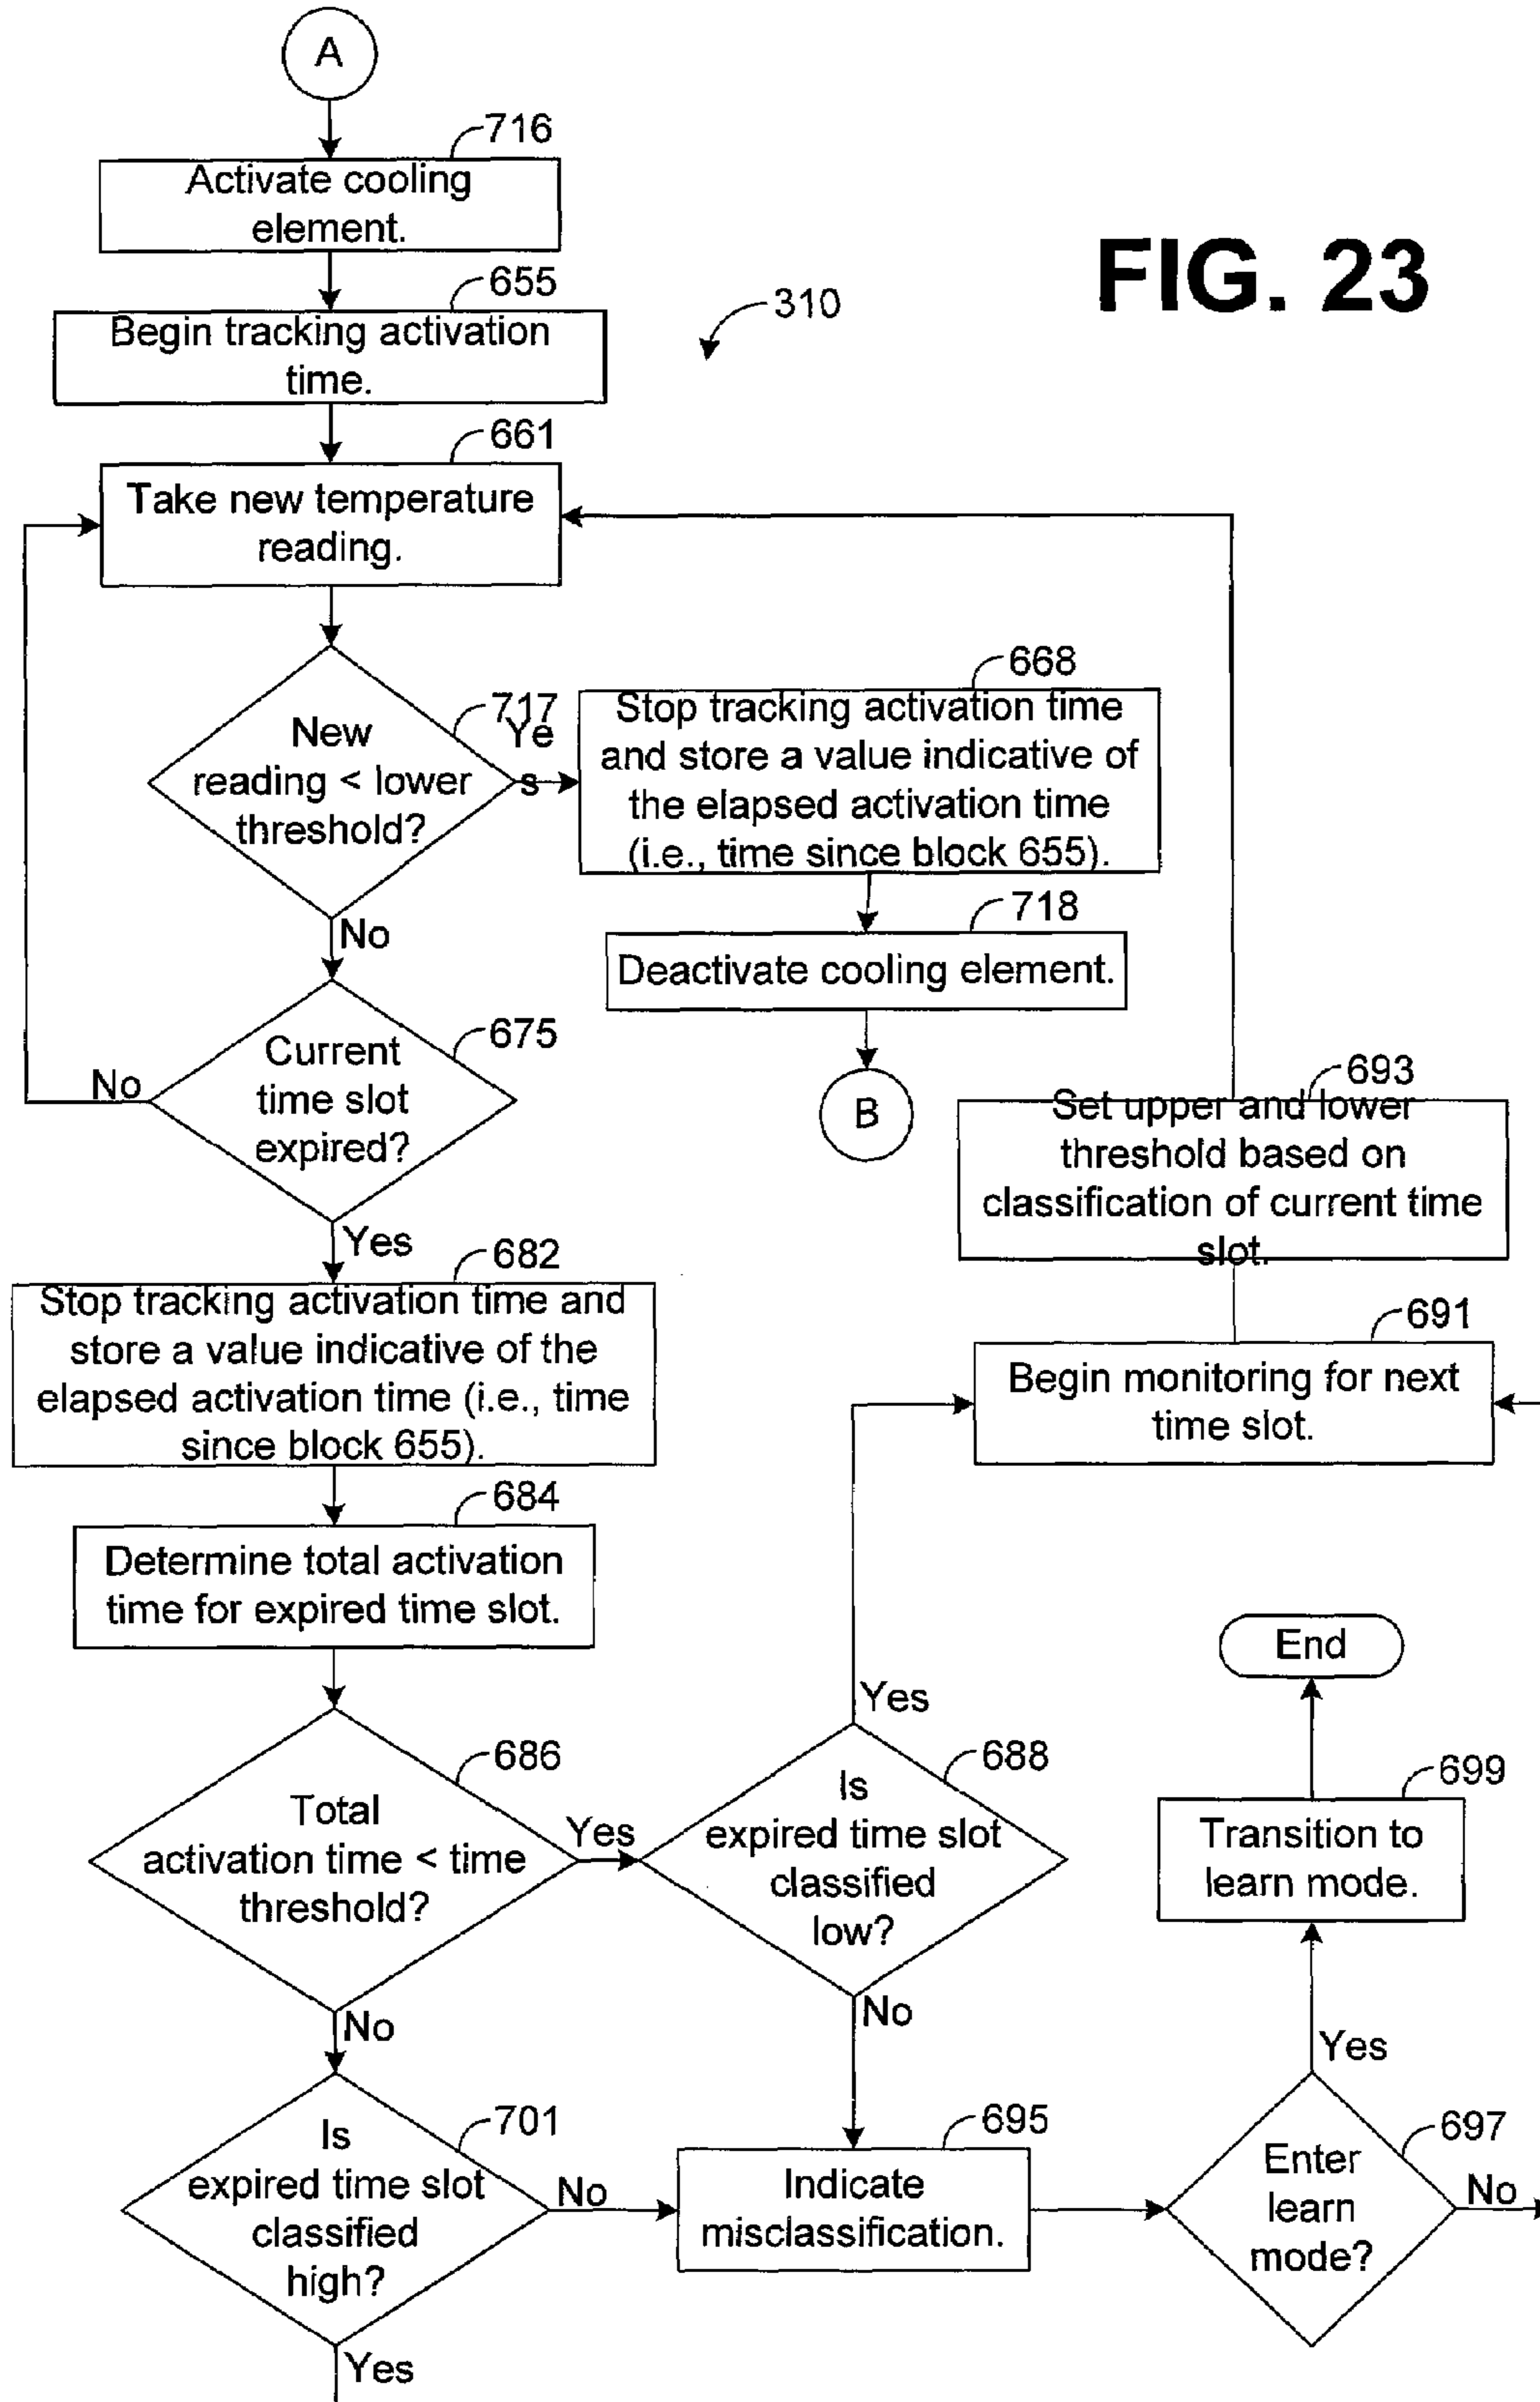 A
716
Activate cooling
element.
FIG. 23
655
Begin tracking activation
time.
310
661
Take new temperature
reading.
717
New
reading < lower
threshold?
Ye
s
668
Stop tracking activation time
and store a value indicative of
the elapsed activation time
(i.e., time since block 655).
No
718
Deactivate cooling element.
B
675
Current
time slot
expired?
No
Yes
693
Set upper and lower
threshold based on
classification of current time
slot.
682
Stop tracking activation time and
store a value indicative of the
elapsed activation time (i.e., time
since block 655).
691
Begin monitoring for next
time slot.
684
Determine total activation
time for expired time slot.
End
686
Total
activation time < time
threshold?
Yes
Yes
688
Is
expired time slot
classified
low?
699
Transition to
learn mode.
No
No
Yes
701
Is
expired time slot
classified
high?
No
695
Indicate
misclassification.
697
Enter
learn
mode?
No
Yes